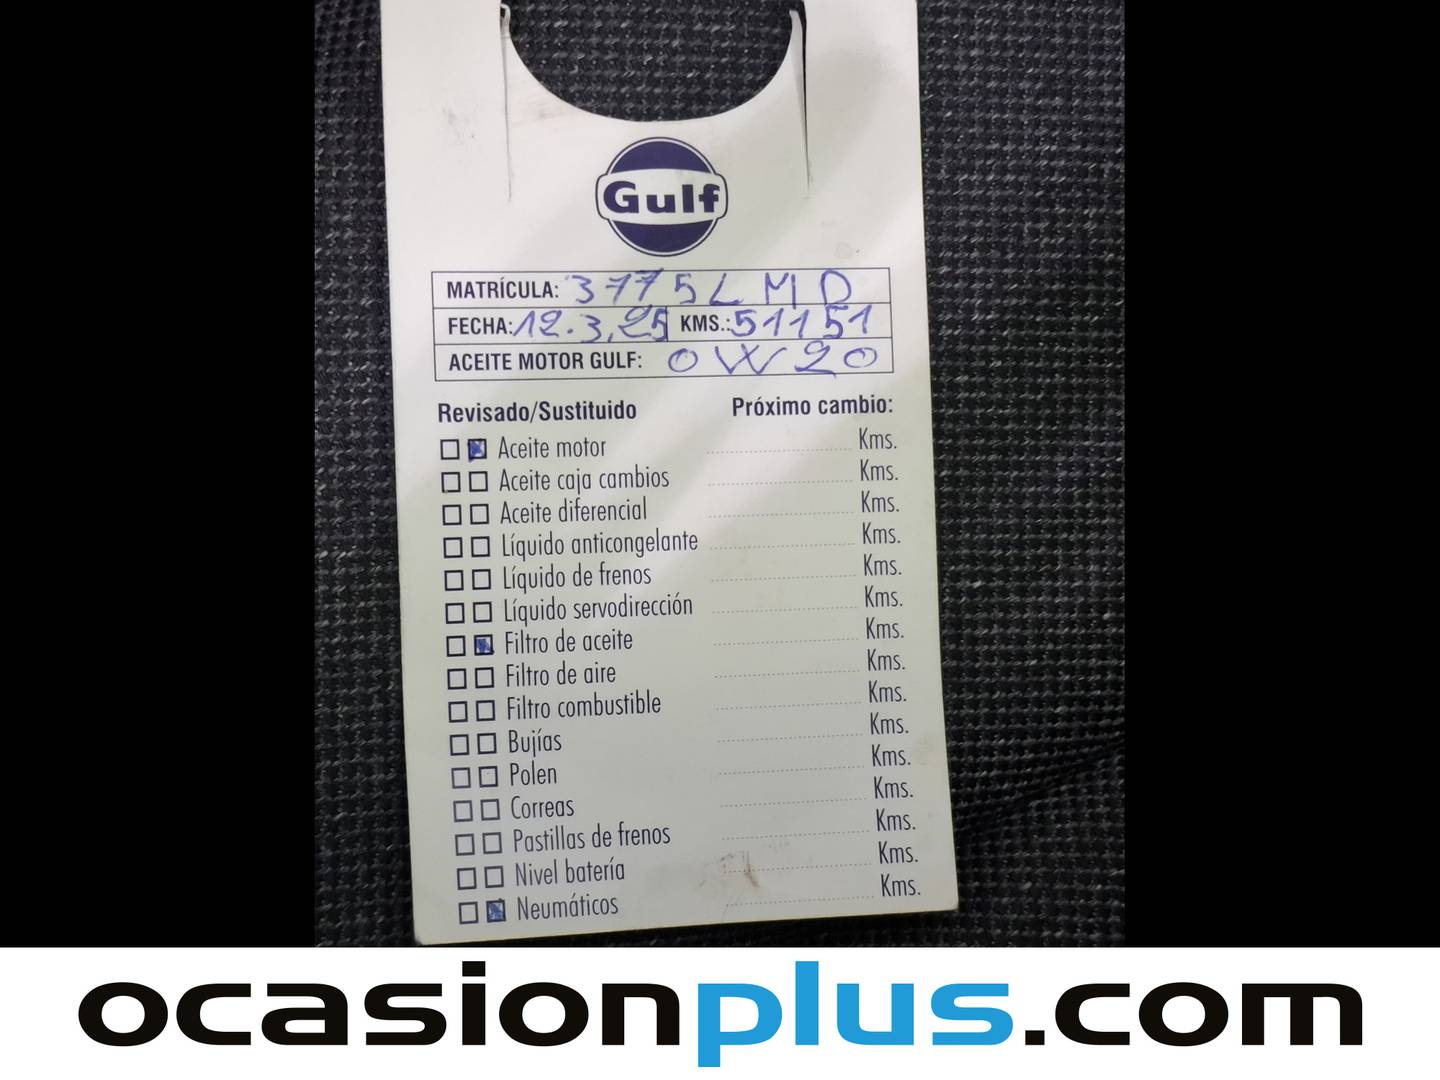 Gulf
MATRÍCULA: 3775LMD
FECHA: 12.3.25 KMS.: 51151
ACEITE MOTOR GULF: 0W20
Revisado/Sustituido Próximo cambio:
Aceite motor Kms.
Aceite caja cambios Kms.
Aceite diferencial Kms.
Líquido anticongelante Kms.
Líquido de frenos Kms.
Líquido servodirección Kms.
Filtro de aceite Kms.
Filtro de aire Kms.
Filtro combustible Kms.
Bujías Kms.
Polen Kms.
Correas Kms.
Pastillas de frenos Kms.
Nivel batería Kms.
Neumáticos Kms.
ocasionplus.com